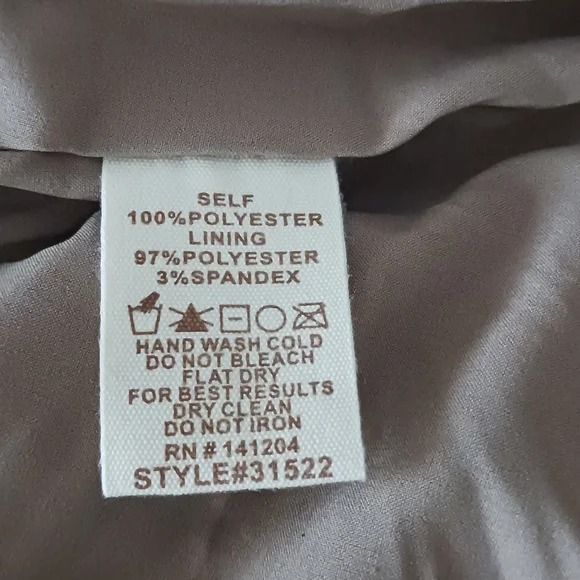 SELF
100%POLYESTER
LINING
97%POLYESTER
3%SPANDEX
HAND WASH COLD
DO NOT BLEACH
FLAT DRY
FOR BEST RESULTS
DRY CLEAN
DO NOT IRON
RN # 141204
STYLE#31522